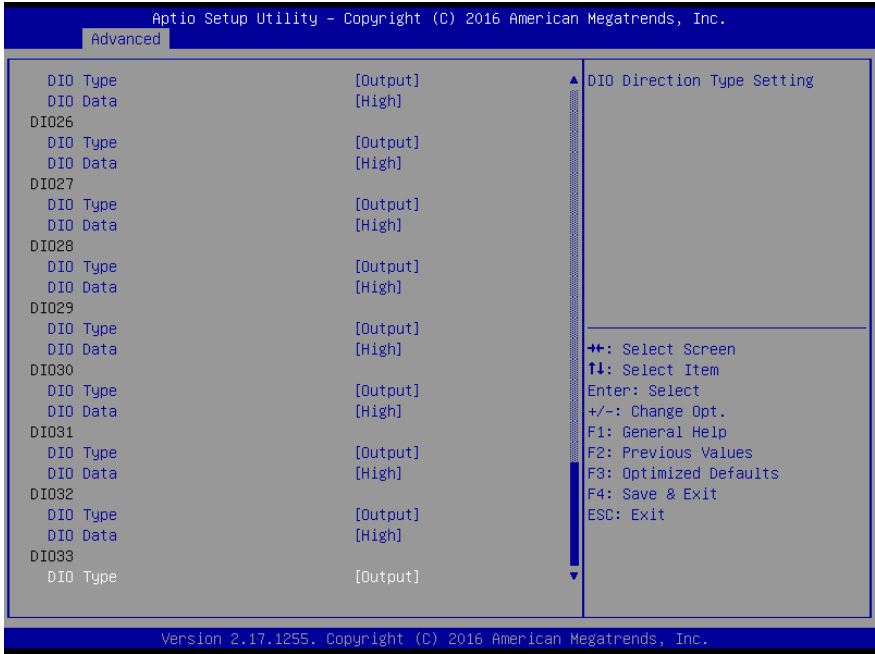 Aptio Setup Utility – Copyright (C) 2016 American Megatrends, Inc.
Advanced
DIO Type [Output]
DIO Data [High]
DIO26
DIO Type [Output]
DIO Data [High]
DIO27
DIO Type [Output]
DIO Data [High]
DIO28
DIO Type [Output]
DIO Data [High]
DIO29
DIO Type [Output]
DIO Data [High]
DIO30
DIO Type [Output]
DIO Data [High]
DIO31
DIO Type [Output]
DIO Data [High]
DIO32
DIO Type [Output]
DIO Data [High]
DIO33
DIO Type [Output]
DIO Direction Type Setting
→←: Select Screen
↑↓: Select Item
Enter: Select
+/-: Change Opt.
F1: General Help
F2: Previous Values
F3: Optimized Defaults
F4: Save & Exit
ESC: Exit
Version 2.17.1255. Copyright (C) 2016 American Megatrends, Inc.